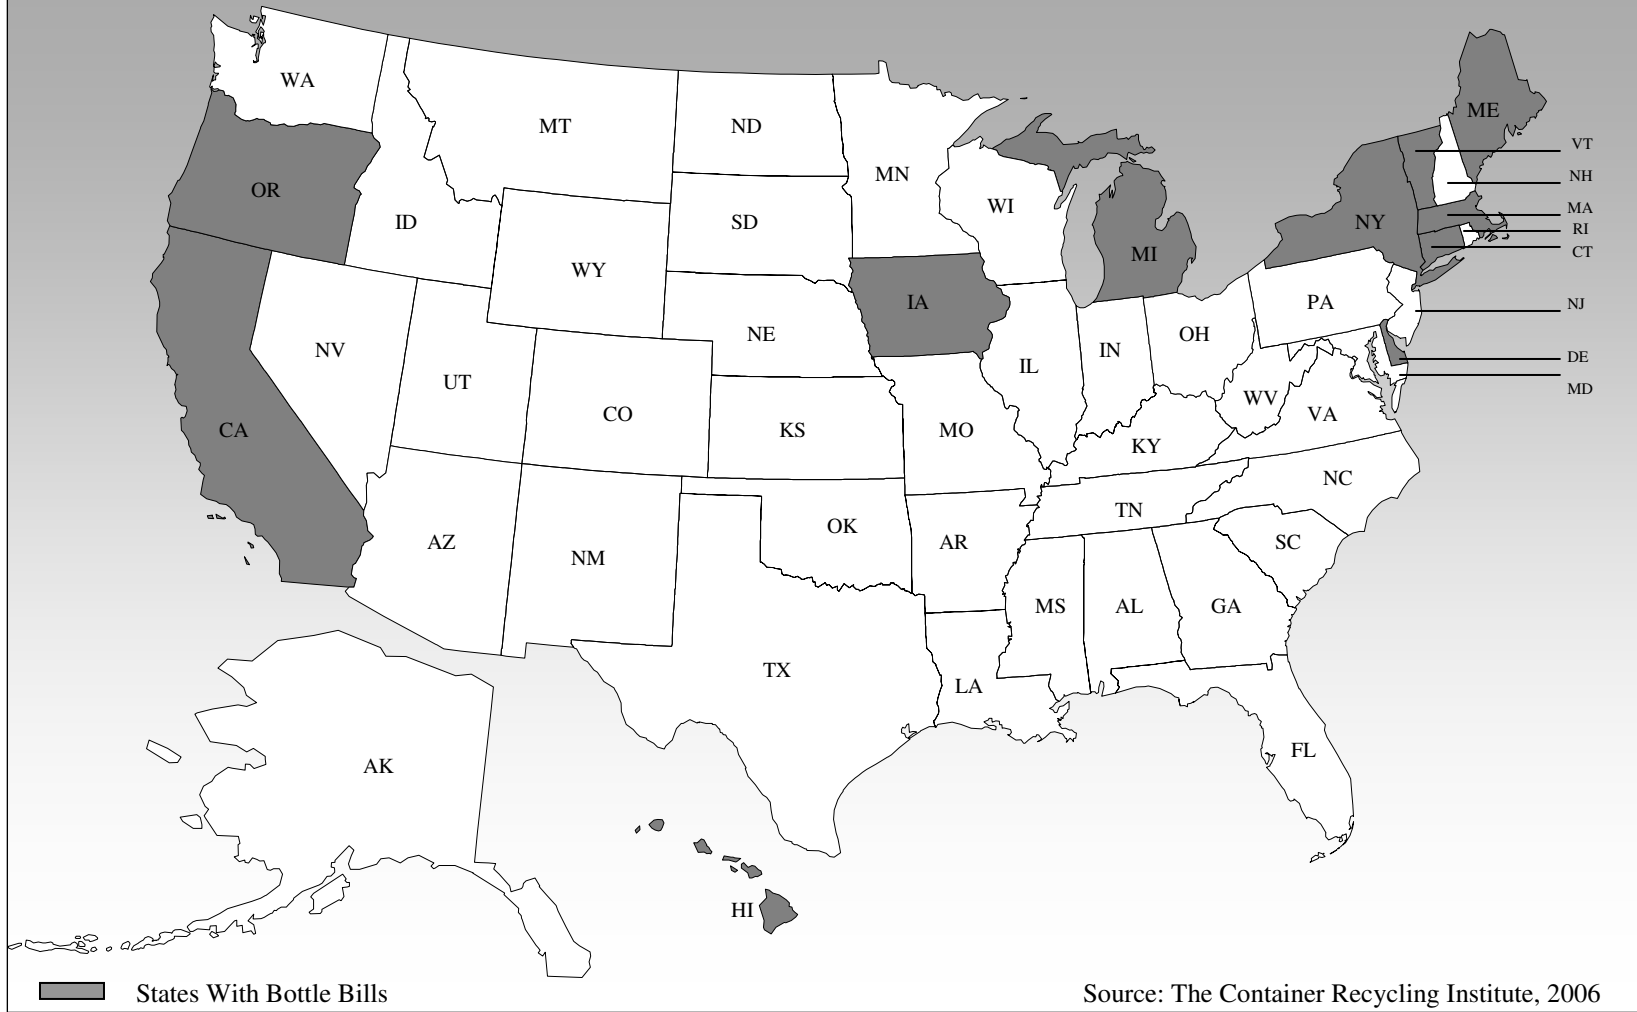 WA
MT
ND
MN
ME
VT
NH
OR
ID
SD
WI
NY
MA
RI
CT
WY
MI
IA
PA
NJ
NE
OH
NV
IN
UT
IL
DE
MD
CO
WV
VA
CA
KS
MO
KY
NC
TN
OK
AZ
NM
AR
SC
MS
AL
GA
TX
LA
FL
AK
HI
States With Bottle Bills
Source: The Container Recycling Institute, 2006